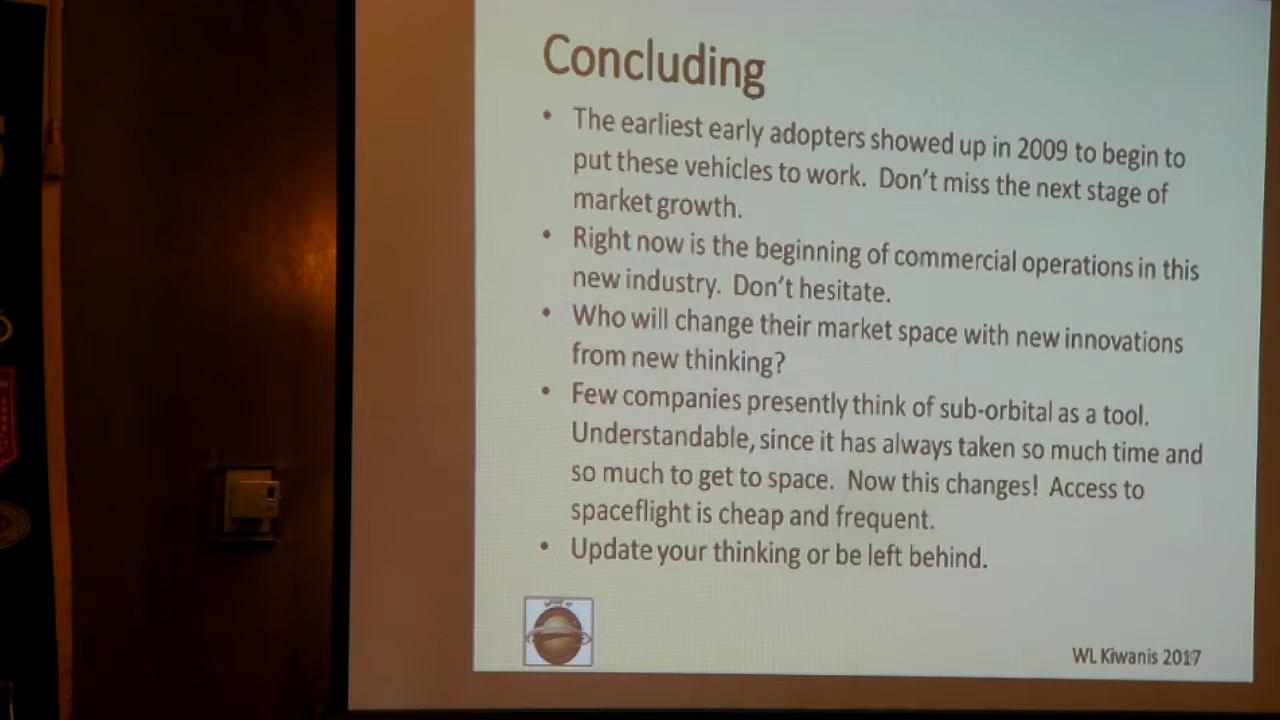 Concluding
• The earliest early adopters showed up in 2009 to begin to
put these vehicles to work. Don't miss the next stage of
market growth.
• Right now is the beginning of commercial operations in this
new industry. Don't hesitate.
• Who will change their market space with new innovations
from new thinking?
• Few companies presently think of sub-orbital as a tool.
Understandable, since it has always taken so much time and
so much to get to space. Now this changes! Access to
spaceflight is cheap and frequent.
• Update your thinking or be left behind.
WL Kiwanis 2017